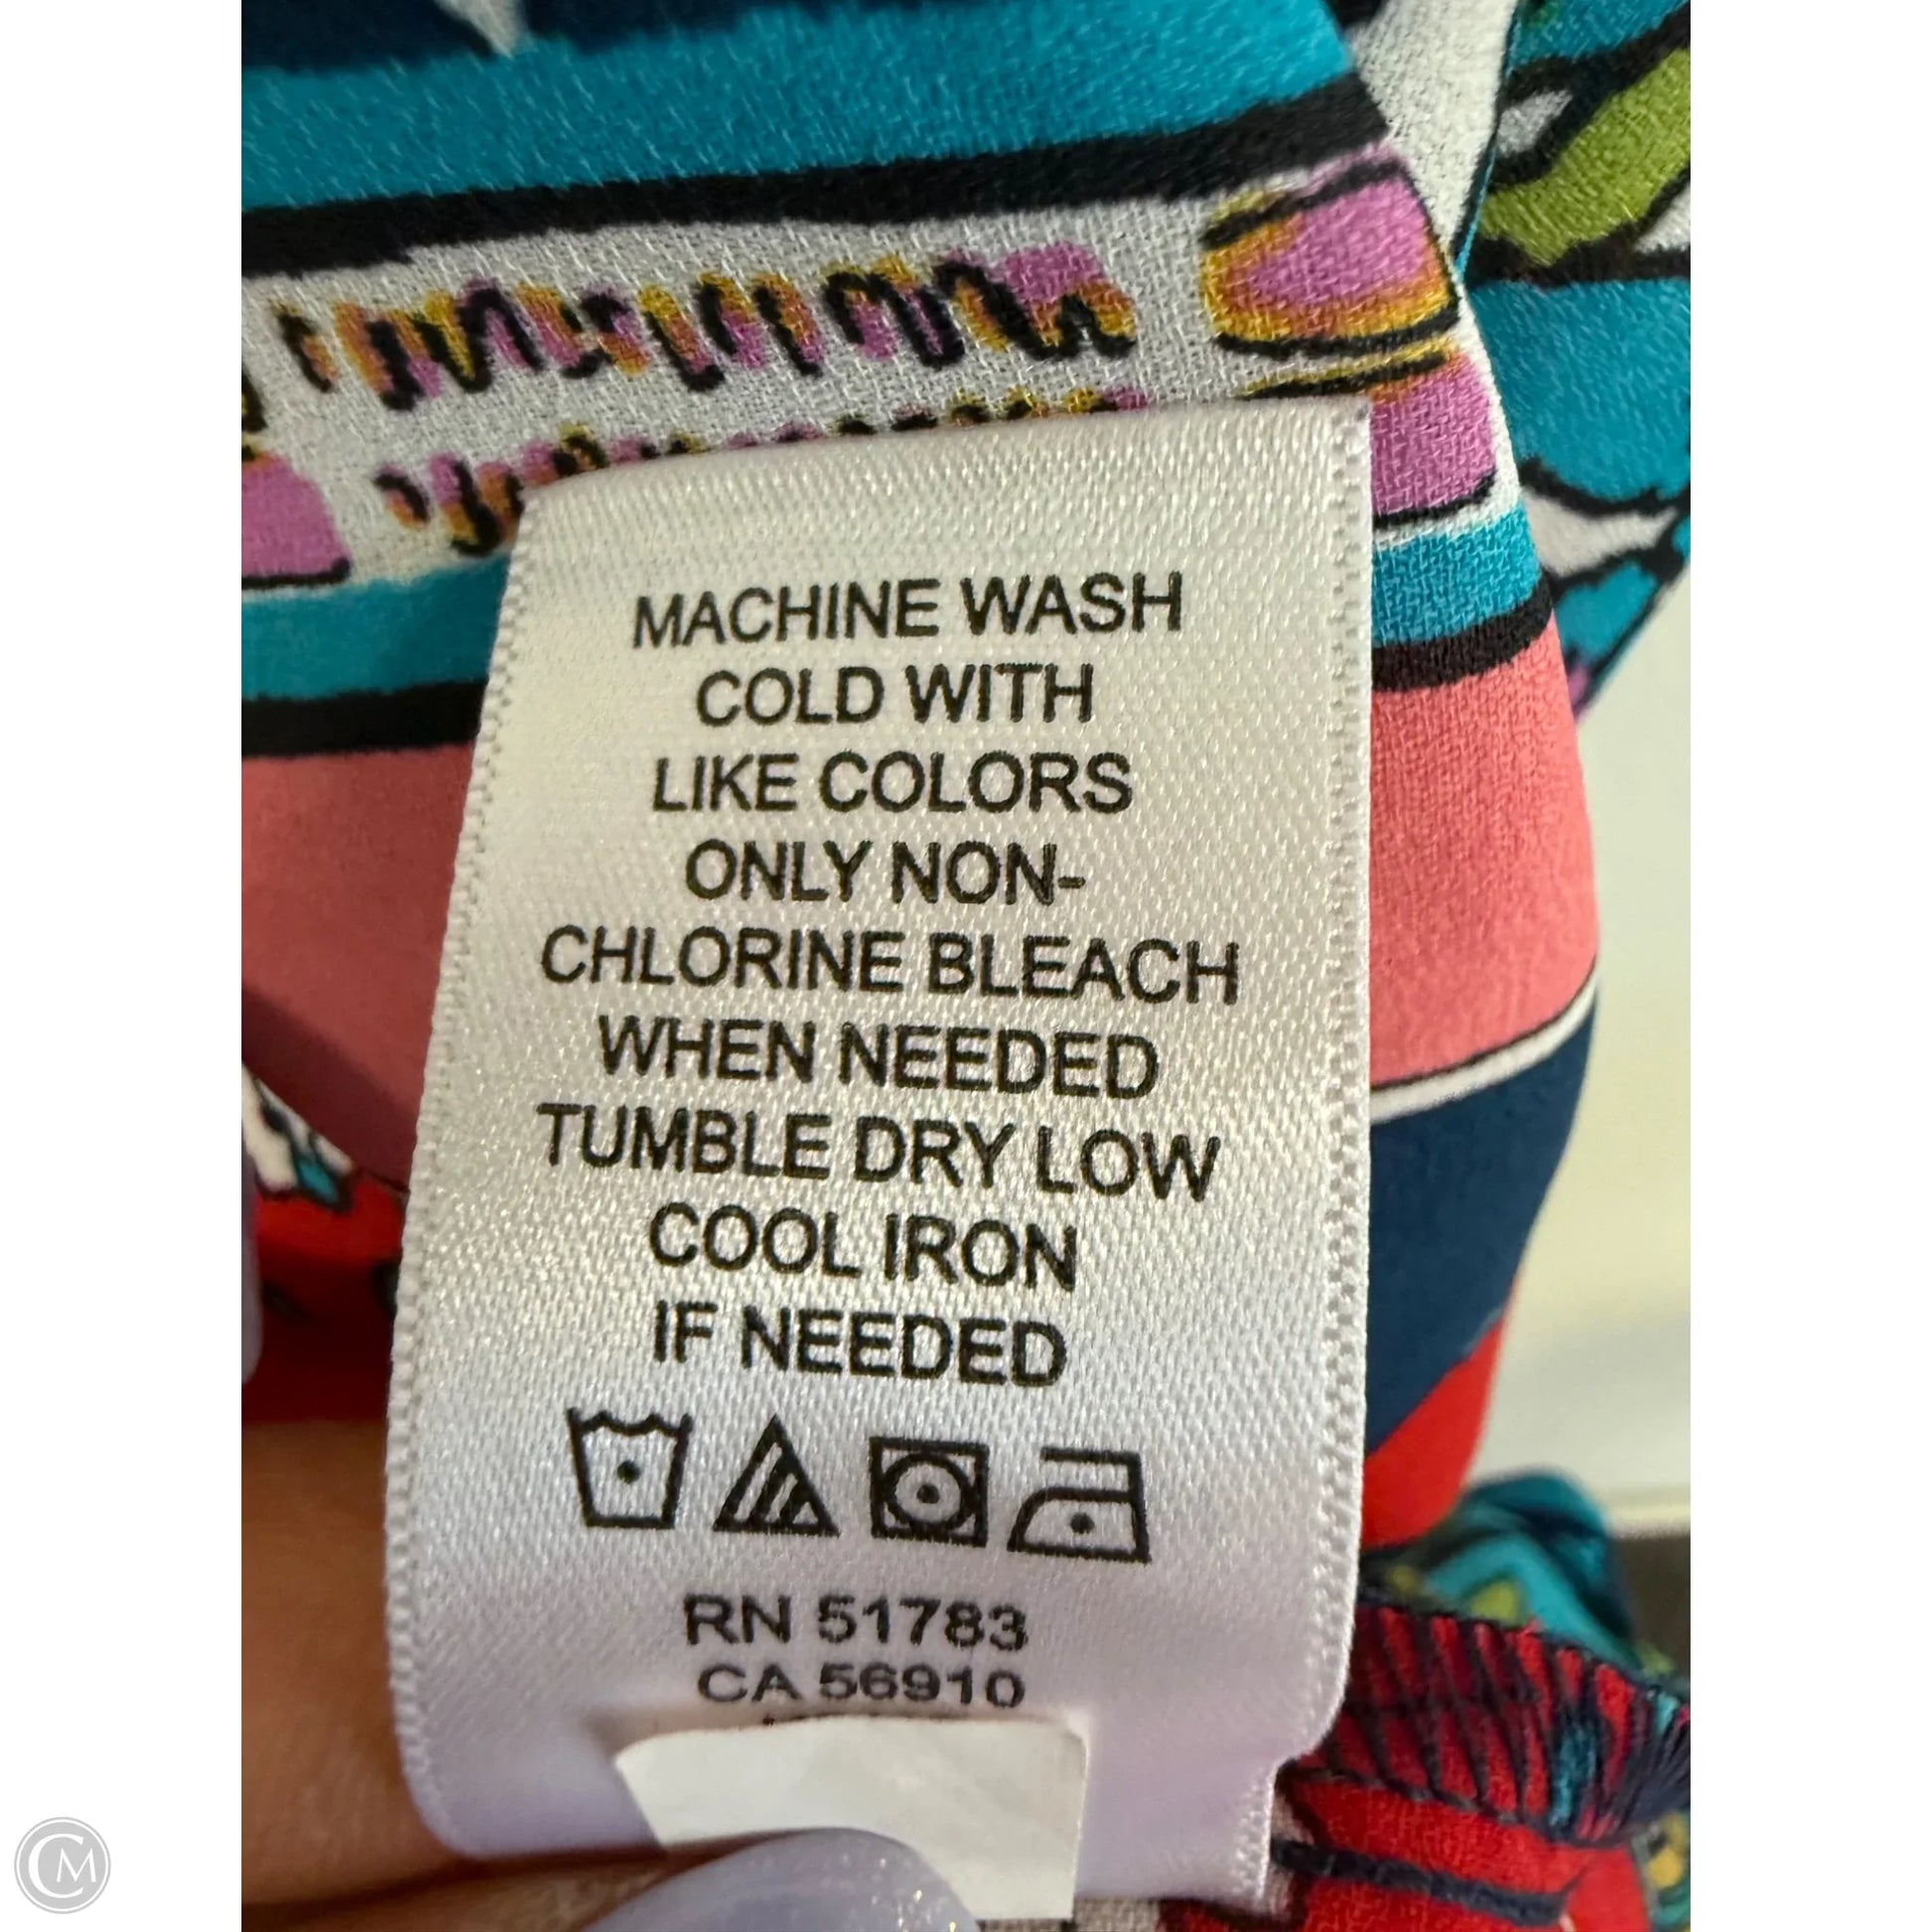 MACHINE WASH
COLD WITH
LIKE COLORS
ONLY NON-
CHLORINE BLEACH
WHEN NEEDED
TUMBLE DRY LOW
COOL IRON
IF NEEDED
RN 51783
CA 56910
CM